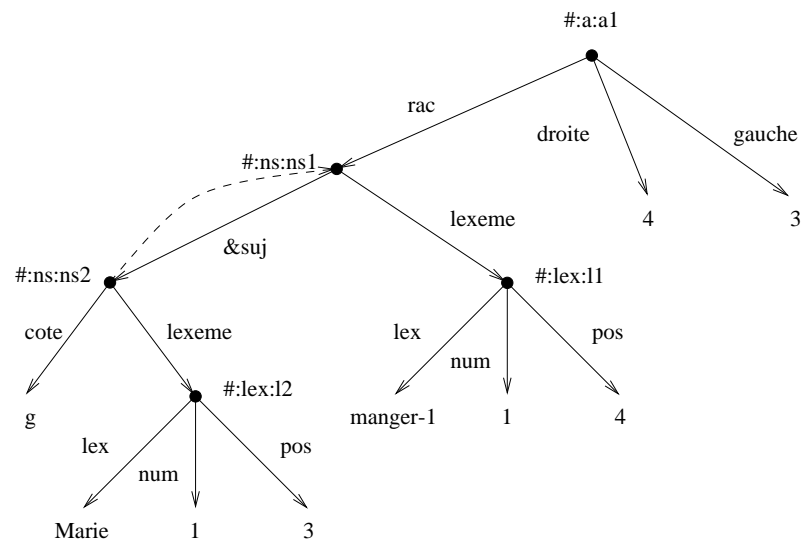 #:a:a1
rac
droite
gauche
#:ns:ns1
4
3
&suj
lexeme
#:ns:ns2
#:lex:l1
cote
lexeme
lex
num
pos
g
#:lex:l2
manger-1
1
4
lex
num
pos
Marie
1
3